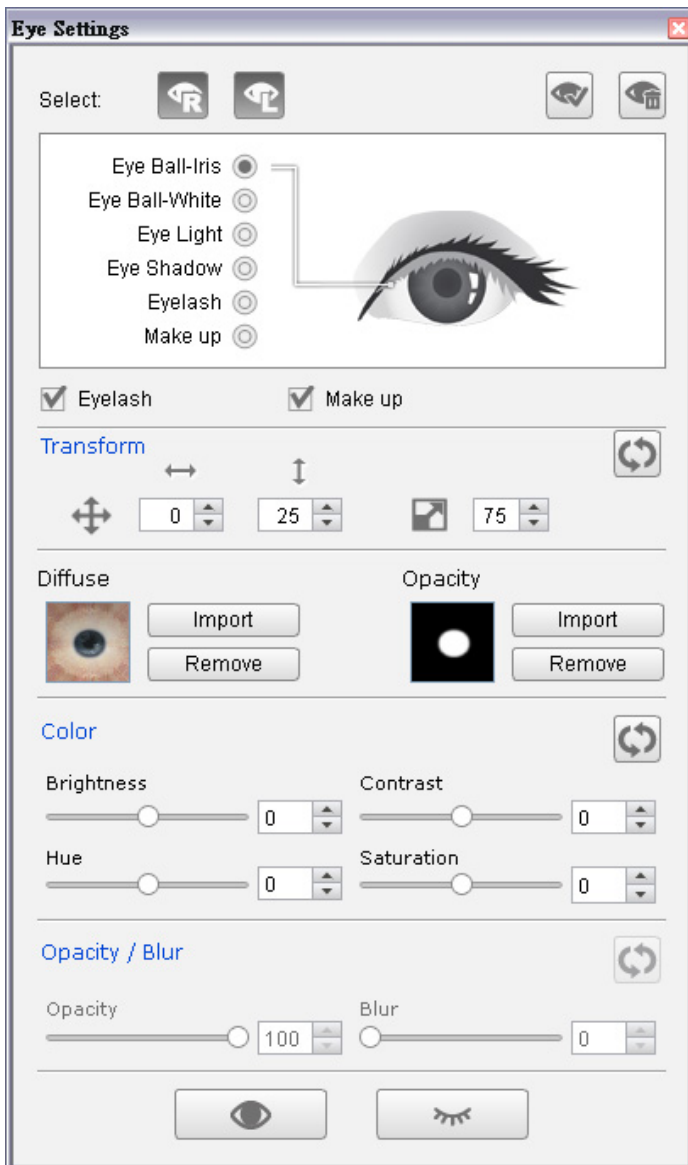 Eye Settings
Select: R L
Eye Ball-Iris
Eye Ball-White
Eye Light
Eye Shadow
Eyelash
Make up
Eyelash Make up
Transform
0 25 75
Diffuse Opacity
Import Import
Remove Remove
Color
Brightness Contrast
0 0
Hue Saturation
0 0
Opacity / Blur
Opacity Blur
100 0